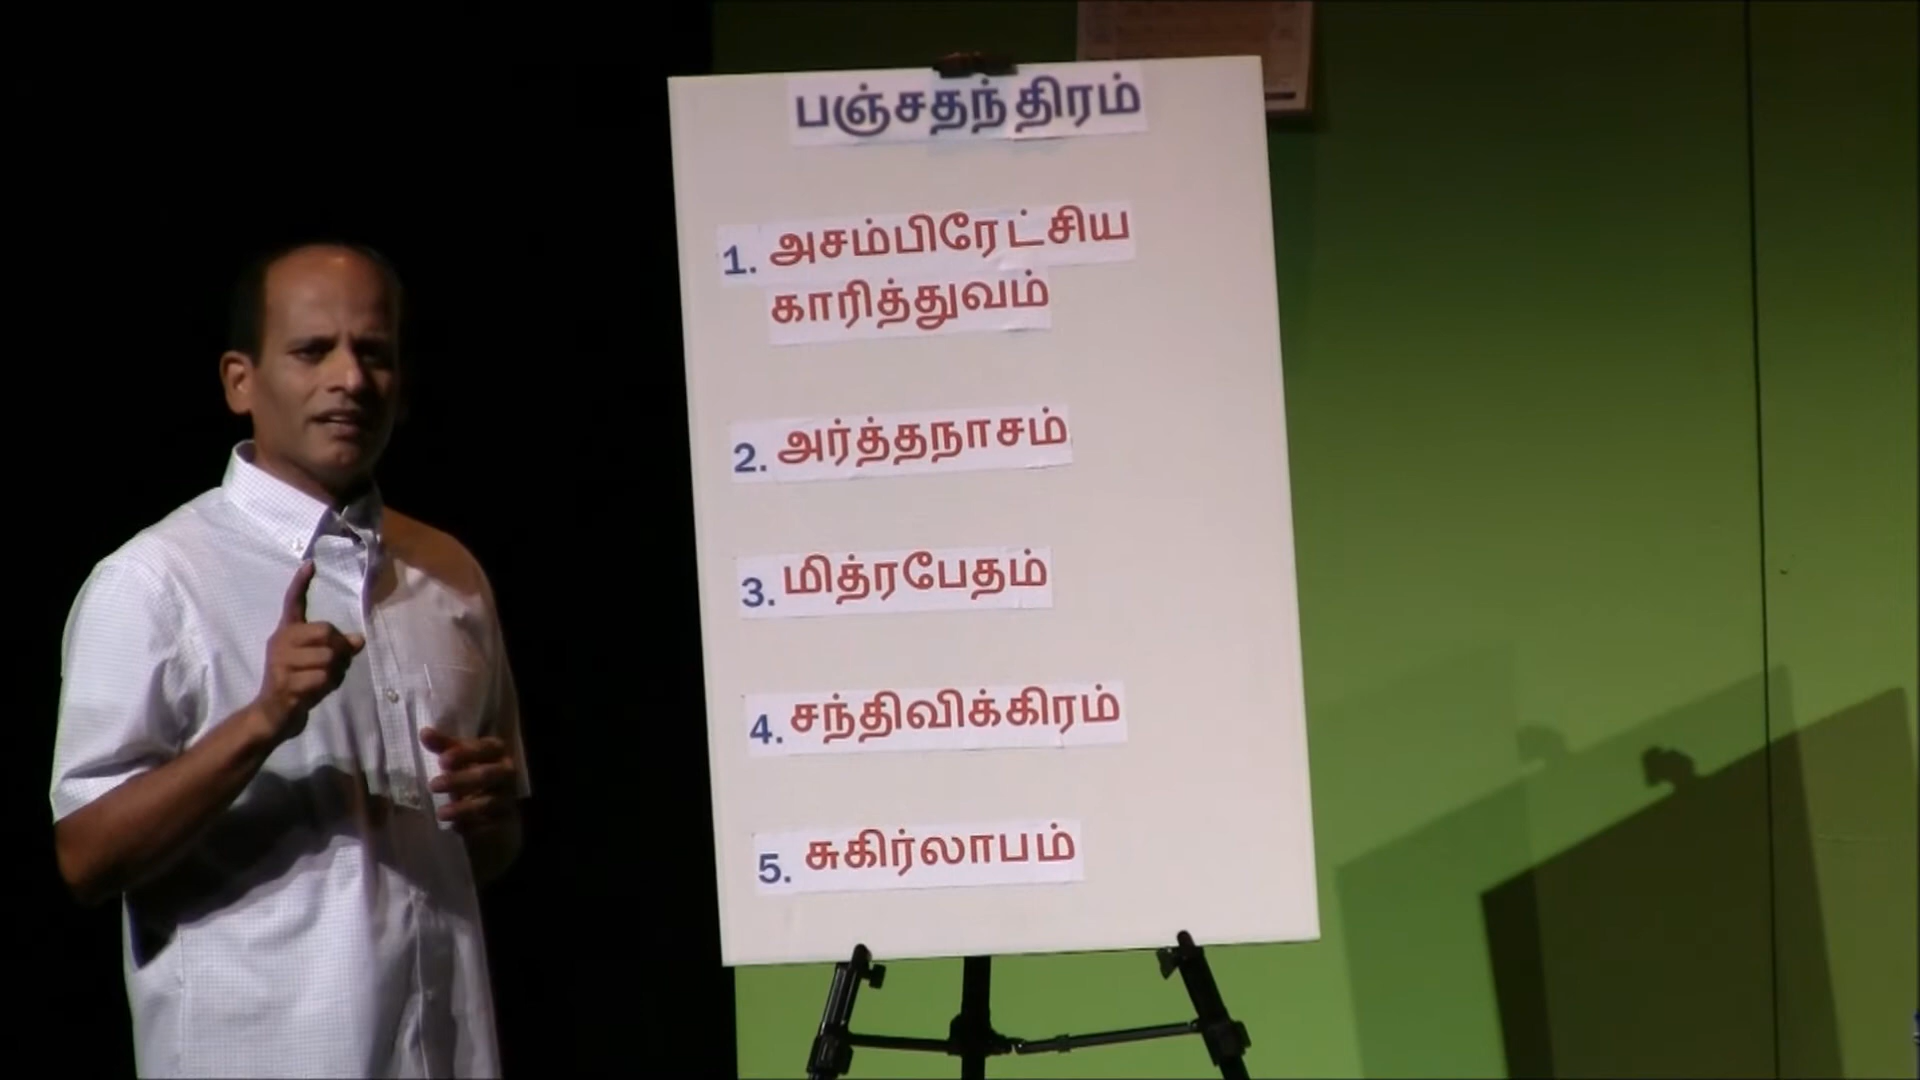 பஞ்சதந்திரம்
1. அசம்பிரேட்சிய
காரித்துவம்
2. அர்த்தநாசம்
3. மித்ரபேதம்
4. சந்திவிக்கிரம்
5. சுகிர்லாபம்